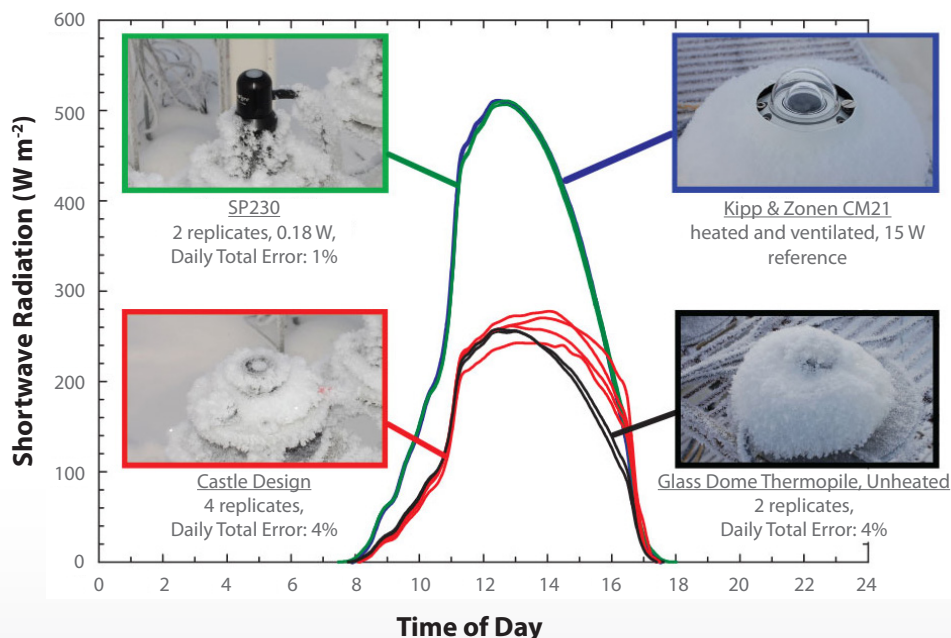 600
500
400
300
200
100
0
Shortwave Radiation (W m⁻²)
SP230
2 replicates, 0.18 W,
Daily Total Error: 1%
Kipp & Zonen CM21
heated and ventilated, 15 W
reference
Castle Design
4 replicates,
Daily Total Error: 4%
Glass Dome Thermopile, Unheated
2 replicates,
Daily Total Error: 4%
0 2 4 6 8 10 12 14 16 18 20 22 24
Time of Day